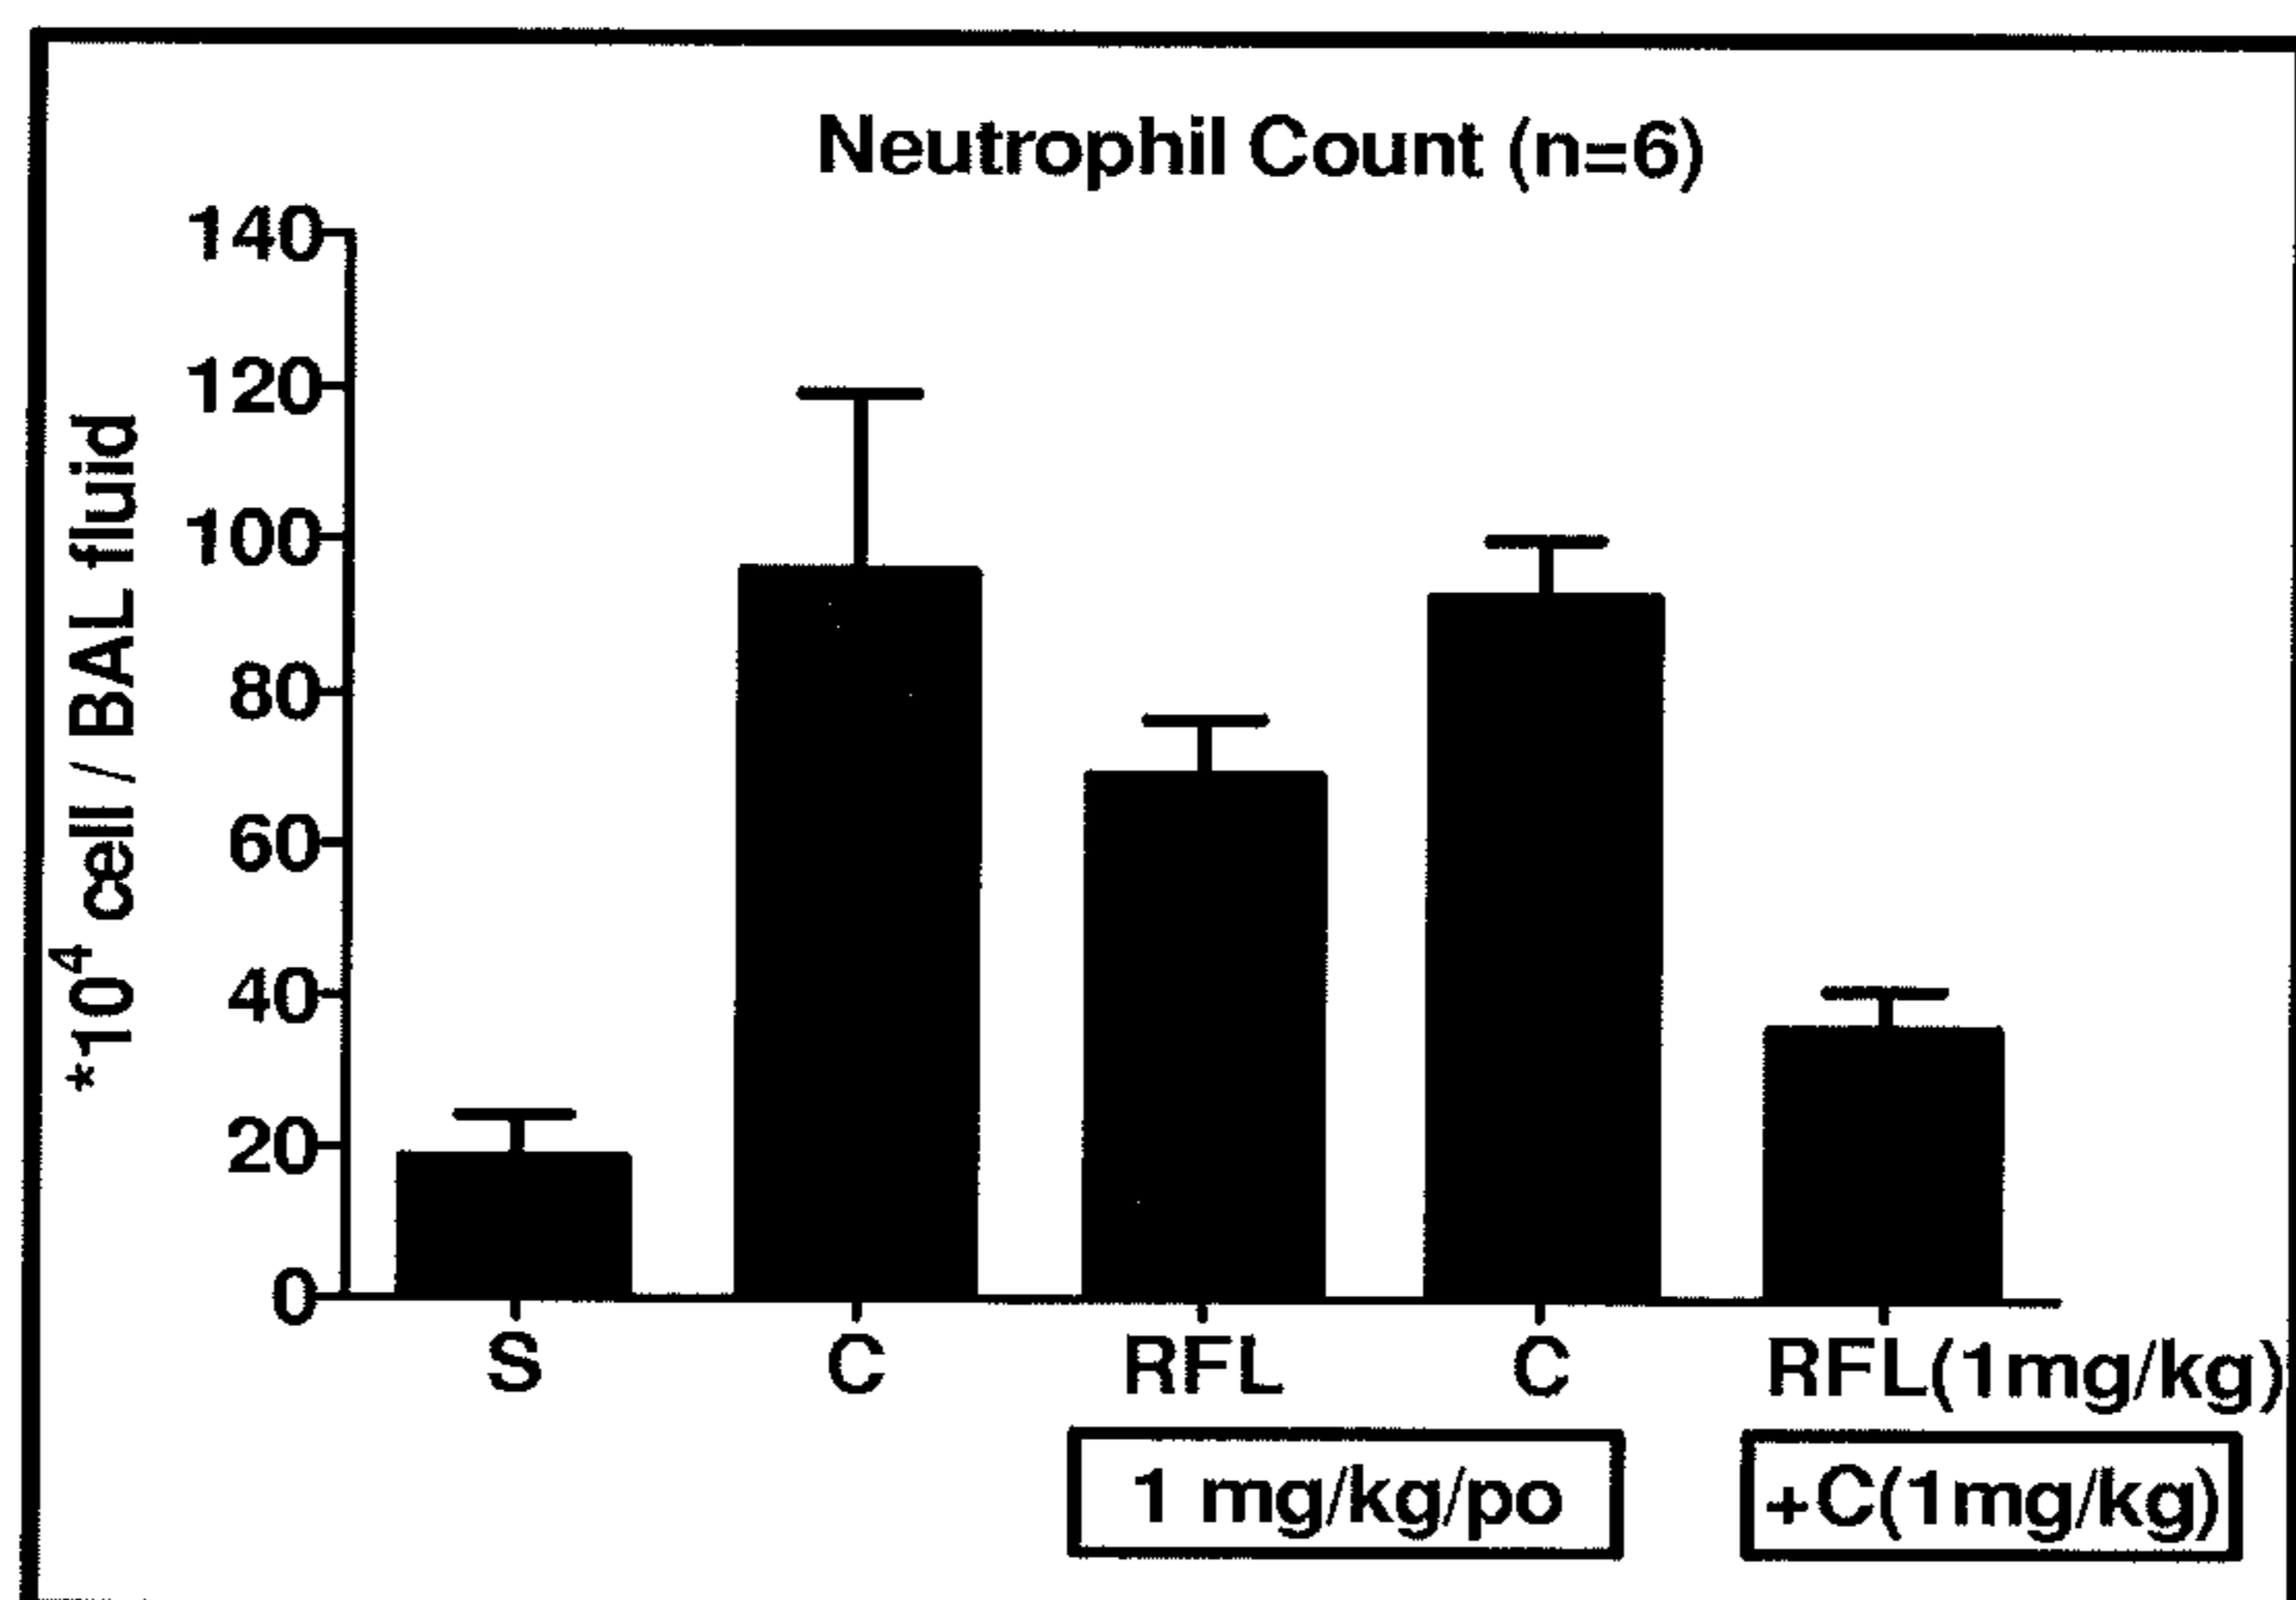 Neutrophil Count (n=6)
*10⁴ cell / BAL fluid
140
120
100
80
60
40
20
0
S C RFL C RFL(1mg/kg)
1 mg/kg/po +C(1mg/kg)